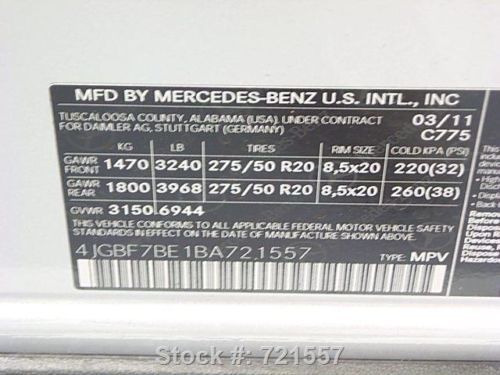 MFD BY MERCEDES-BENZ U.S. INTL., INC
TUSCALOOSA COUNTY, ALABAMA (USA), UNDER CONTRACT 03/11
FOR DAIMLER AG, STUTTGART (GERMANY) C775
KG LB TIRES RIM SIZE COLD KPA (PSI)
GAWR FRONT 1470 3240 275/50 R20 8,5x20 220(32)
GAWR REAR 1800 3968 275/50 R20 8,5x20 260(38)
GVWR 3150 6944
THIS VEHICLE CONFORMS TO ALL APPLICABLE FEDERAL MOTOR VEHICLE SAFETY
STANDARDS IN EFFECT ON THE DATE OF MANUFACTURE SHOWN ABOVE.
4JGBF7BE1BA721557
TYPE: MPV
Stock #: 721557